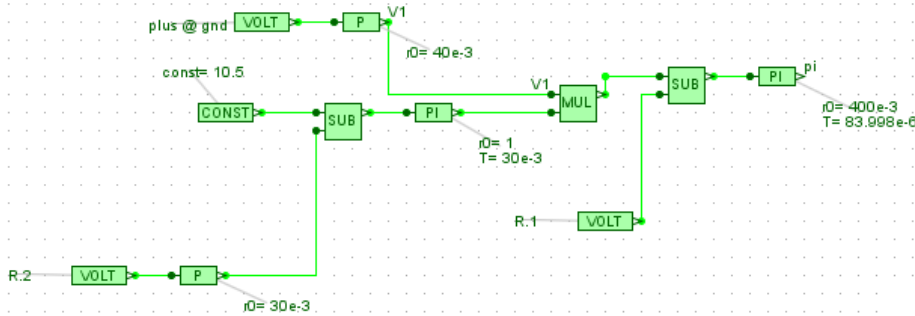 V1
plus @ gnd
VOLT
P
r0= 40e-3
const= 10.5
pi
V1
SUB
PI
CONST
SUB
PI
MUL
r0= 400e-3
T= 83.998e-6
r0= 1
T= 30e-3
R.1
VOLT
R.2
VOLT
P
r0= 30e-3